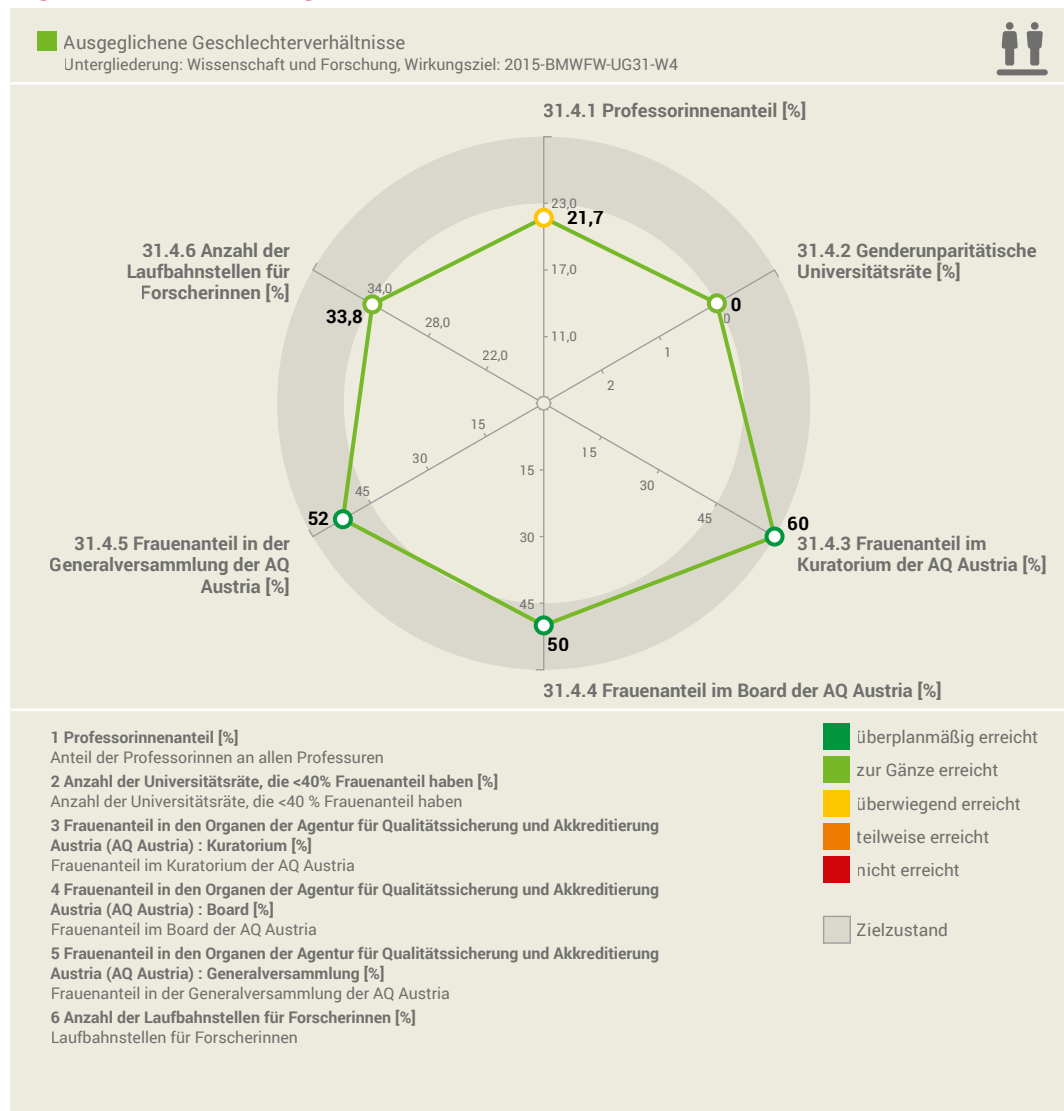 Ausgeglichene Geschlechterverhältnisse
Untergliederung: Wissenschaft und Forschung, Wirkungsziel: 2015-BMWFW-UG31-W4
31.4.1 Professorinnenanteil [%]
23,0
21,7
17,0
11,0
31.4.2 Genderunparitätische
Universitätsräte [%]
0
0
1
2
31.4.6 Anzahl der
Laufbahnstellen für
Forscherinnen [%]
34,0
33,8
28,0
22,0
15
30
45
52
31.4.5 Frauenanteil in der
Generalversammlung der AQ
Austria [%]
15
30
45
60
31.4.3 Frauenanteil im
Kuratorium der AQ Austria [%]
15
30
45
50
31.4.4 Frauenanteil im Board der AQ Austria [%]
1 Professorinnenanteil [%]
Anteil der Professorinnen an allen Professuren
2 Anzahl der Universitätsräte, die <40% Frauenanteil haben [%]
Anzahl der Universitätsräte, die <40 % Frauenanteil haben
3 Frauenanteil in den Organen der Agentur für Qualitätssicherung und Akkreditierung
Austria (AQ Austria) : Kuratorium [%]
Frauenanteil im Kuratorium der AQ Austria
4 Frauenanteil in den Organen der Agentur für Qualitätssicherung und Akkreditierung
Austria (AQ Austria) : Board [%]
Frauenanteil im Board der AQ Austria
5 Frauenanteil in den Organen der Agentur für Qualitätssicherung und Akkreditierung
Austria (AQ Austria) : Generalversammlung [%]
Frauenanteil in der Generalversammlung der AQ Austria
6 Anzahl der Laufbahnstellen für Forscherinnen [%]
Laufbahnstellen für Forscherinnen
überplanmäßig erreicht
zur Gänze erreicht
überwiegend erreicht
teilweise erreicht
nicht erreicht
Zielzustand